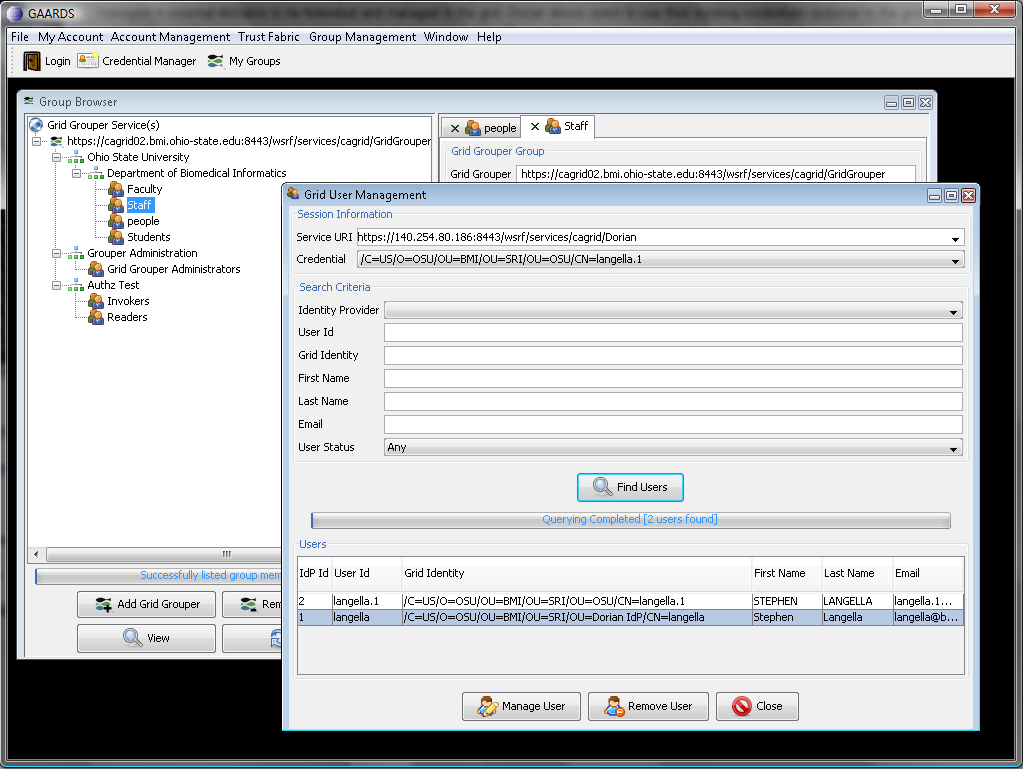 GAARDS
File My Account Account Management Trust Fabric Group Management Window Help
Login Credential Manager My Groups
Group Browser
Grid Grouper Service(s)
https://cagrid02.bmi.ohio-state.edu:8443/wsrf/services/cagrid/GridGrouper
Ohio State University
Department of Biomedical Informatics
Faculty
Staff
people
Students
Grouper Administration
Grid Grouper Administrators
Authz Test
Invokers
Readers
Successfully listed group mem
Add Grid Grouper Rem
View
people Staff
Grid Grouper Group
Grid Grouper https://cagrid02.bmi.ohio-state.edu:8443/wsrf/services/cagrid/GridGrouper
Grid User Management
Session Information
Service URI https://140.254.80.186:8443/wsrf/services/cagrid/Dorian
Credential /C=US/O=OSU/OU=BMI/OU=SRI/OU=OSU/CN=langella.1
Search Criteria
Identity Provider
User Id
Grid Identity
First Name
Last Name
Email
User Status Any
Find Users
Querying Completed [2 users found]
Users
IdP Id User Id Grid Identity First Name Last Name Email
2 langella.1 /C=US/O=OSU/OU=BMI/OU=SRI/OU=OSU/CN=langella.1 STEPHEN LANGELLA langella.1...
1 langella /C=US/O=OSU/OU=BMI/OU=SRI/OU=Dorian IdP/CN=langella Stephen Langella langella@b...
Manage User Remove User Close